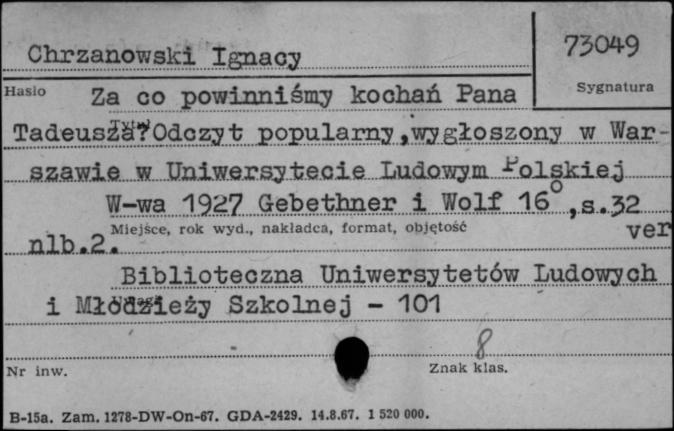 Chrzanowski Ignacy
73049
Hasło
Sygnatura
Za co powinniśmy kochań Pana
Tadeusza? Odczyt popularny, wygłoszony w War-
Tytuł
szawie w Uniwersytecie Ludowym Polskiej
W-wa 1927 Gebethner i Wolf 16°, s. 32
Miejsce, rok wyd., nakładca, format, objętość
ver
nlb.2.
Biblioteczna Uniwersytetów Ludowych
i Młodzieży Szkolnej - 101
8
Nr inw.
Znak klas.
B-15a. Zam. 1278-DW-On-67. GDA-2429. 14.8.67. 1 520 000.